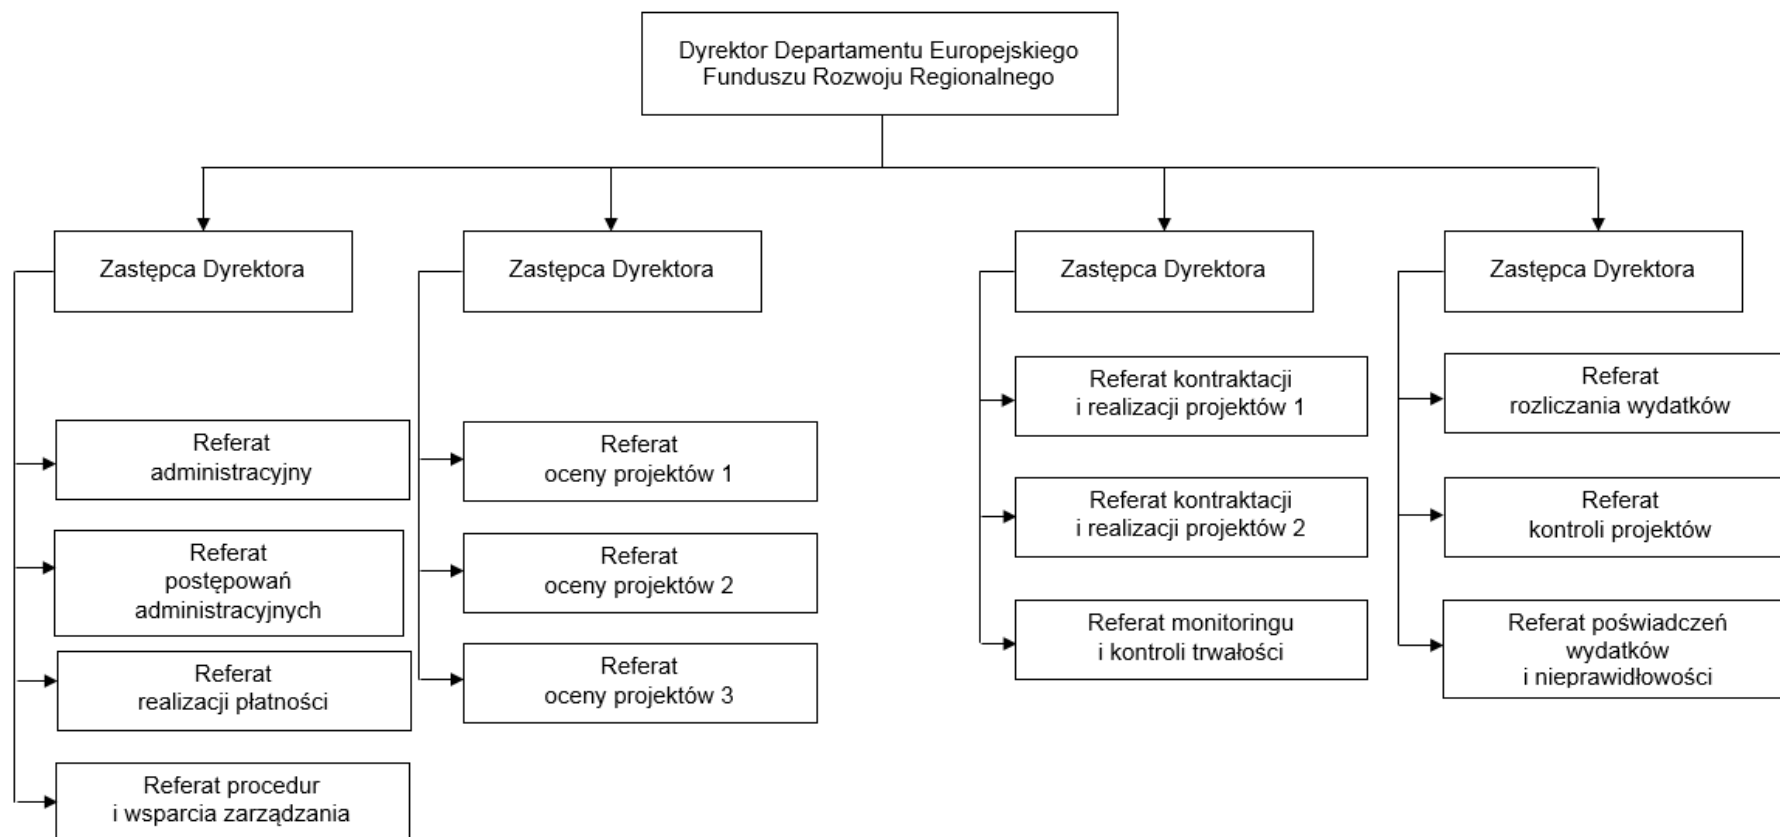 Dyrektor Departamentu Europejskiego
Funduszu Rozwoju Regionalnego
Zastępca Dyrektora
Zastępca Dyrektora
Zastępca Dyrektora
Zastępca Dyrektora
Referat
administracyjny
Referat
postępowań
administracyjnych
Referat
realizacji płatności
Referat procedur
i wsparcia zarządzania
Referat
oceny projektów 1
Referat
oceny projektów 2
Referat
oceny projektów 3
Referat kontraktacji
i realizacji projektów 1
Referat kontraktacji
i realizacji projektów 2
Referat monitoringu
i kontroli trwałości
Referat
rozliczania wydatków
Referat
kontroli projektów
Referat poświadczeń
wydatków
i nieprawidłowości